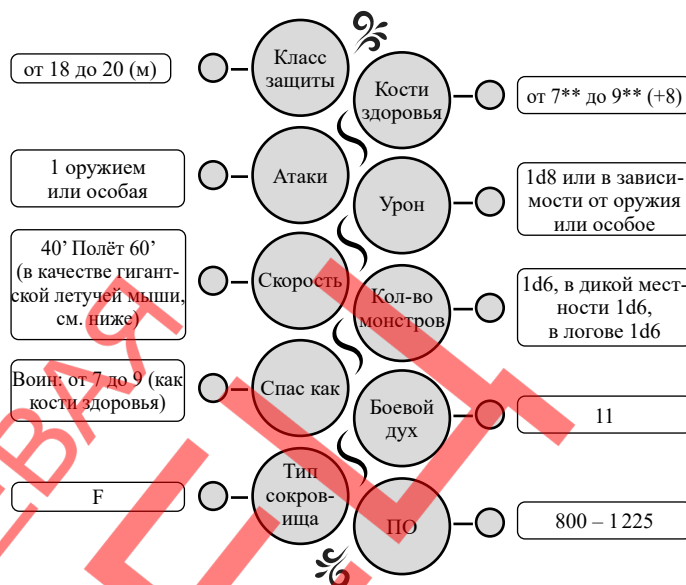 от 18 до 20 (м)
Класс
защиты
Кости
здоровья
от 7** до 9** (+8)
1 оружием
или особая
Атаки
Урон
1d8 или в зависи-
мости от оружия
или особое
40’ Полёт 60’
(в качестве гигант-
ской летучей мыши,
см. ниже)
Скорость
Кол-во
монстров
1d6, в дикой мест-
ности 1d6,
в логове 1d6
Воин: от 7 до 9 (как
кости здоровья)
Спас как
Боевой
дух
11
F
Тип
сокров-
ища
ПО
800 – 1 225